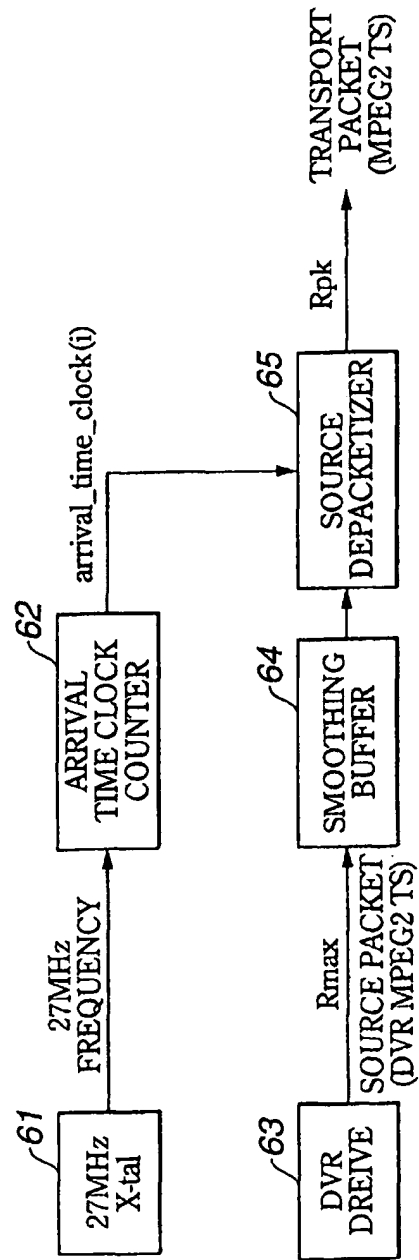 61
27MHz
X-tal
27MHz
FREQUENCY
62
ARRIVAL
TIME CLOCK
COUNTER
arrival_time_clock(i)
63
DVR
DREIVE
Rmax
SOURCE PACKET
(DVR MPEG2 TS)
64
SMOOTHING
BUFFER
65
SOURCE
DEPACKETIZER
Rpk
TRANSPORT
PACKET
(MPEG2 TS)